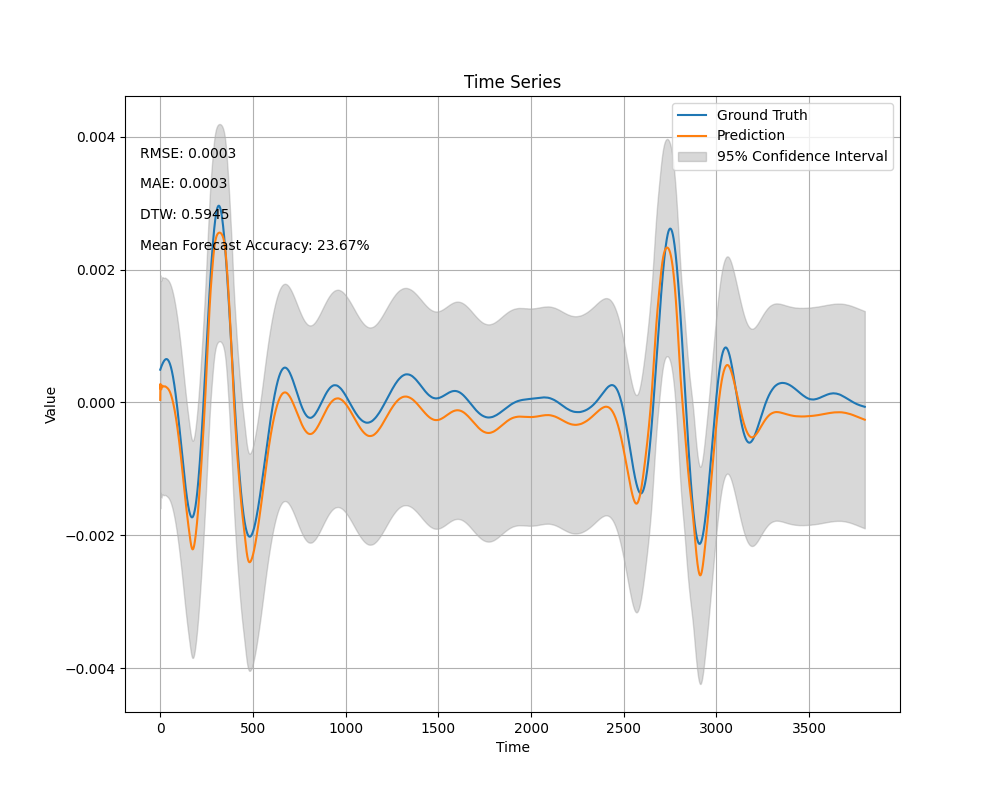 Time Series
Ground Truth
Prediction
95% Confidence Interval
RMSE: 0.0003
MAE: 0.0003
DTW: 0.5945
Mean Forecast Accuracy: 23.67%
0.004
0.002
0.000
−0.002
−0.004
Value
0 500 1000 1500 2000 2500 3000 3500
Time